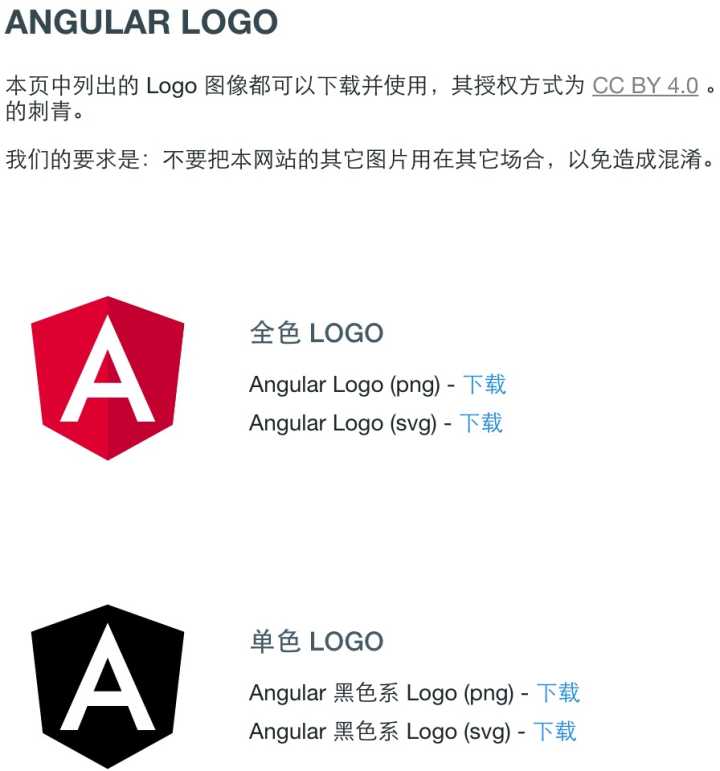 ANGULAR LOGO
本页中列出的 Logo 图像都可以下载并使用，其授权方式为 CC BY 4.0 。
的刺青。
我们的要求是：不要把本网站的其它图片用在其它场合，以免造成混淆。
A
全色 LOGO
Angular Logo (png) - 下载
Angular Logo (svg) - 下载
A
单色 LOGO
Angular 黑色系 Logo (png) - 下载
Angular 黑色系 Logo (svg) - 下载